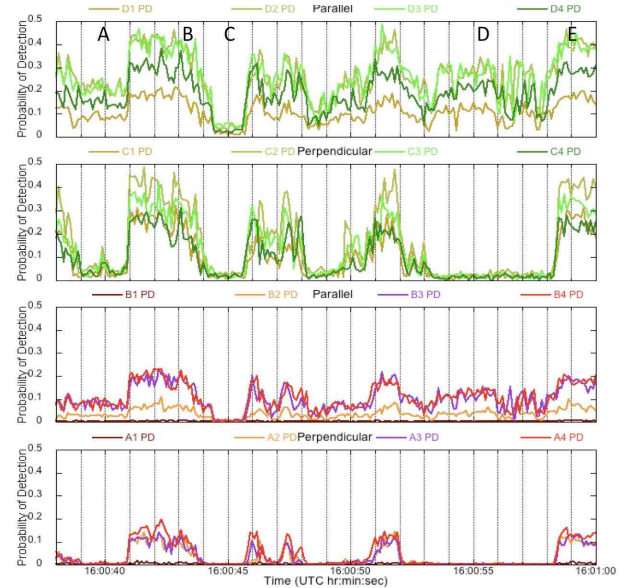 D1 PD D2 PD Parallel D3 PD D4 PD
A B C D E
Probability of Detection
0.5
0.4
0.3
0.2
0.1
0
C1 PD C2 PD Perpendicular C3 PD C4 PD
Probability of Detection
0.5
0.4
0.3
0.2
0.1
0
B1 PD B2 PD Parallel B3 PD B4 PD
Probability of Detection
0.5
0.4
0.3
0.2
0.1
0
A1 PD A2 PD Perpendicular A3 PD A4 PD
Probability of Detection
0.5
0.4
0.3
0.2
0.1
0
16:00:40 16:00:45 16:00:50 16:00:55 16:01:00
Time (UTC hr:min:sec)